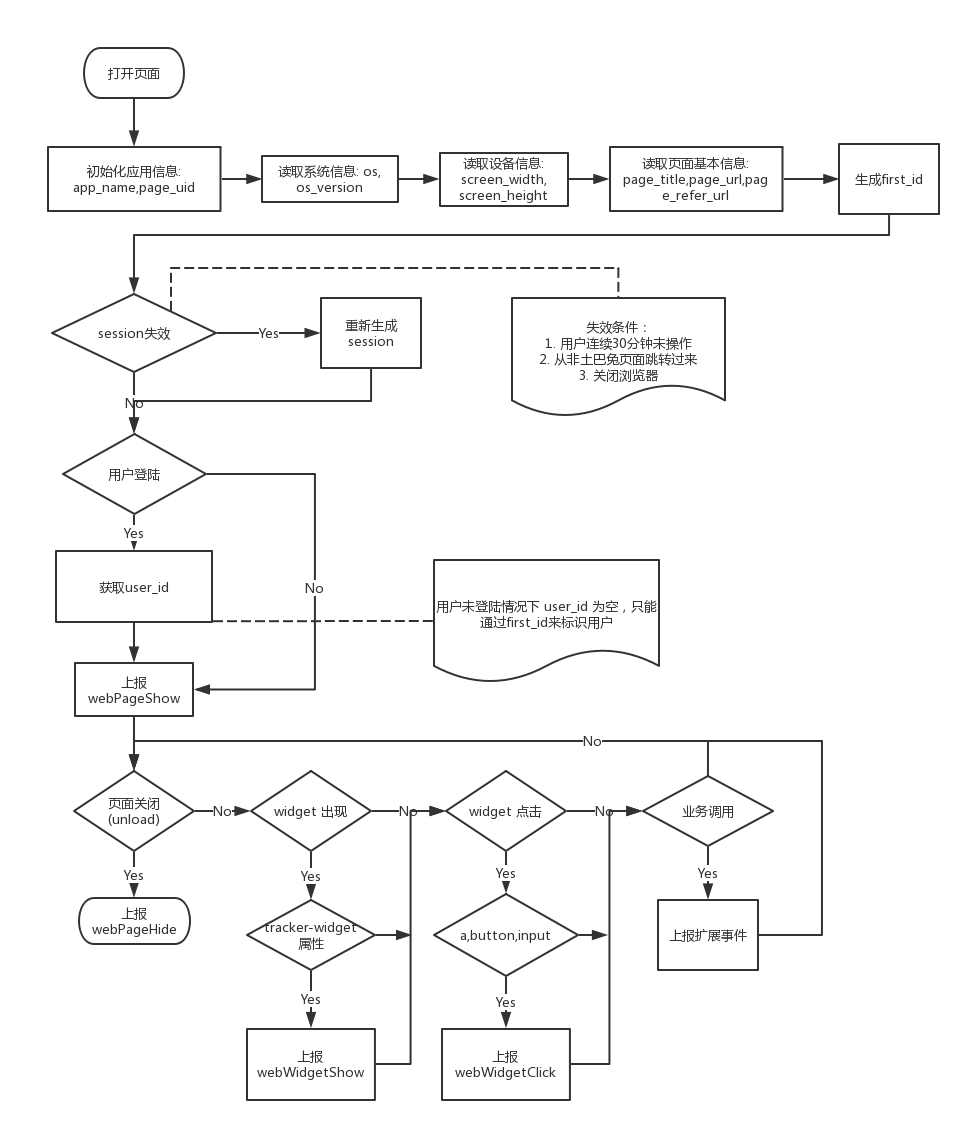 打开页面
初始化应用信息:
app_name,page_uid
读取系统信息: os,
os_version
读取设备信息:
screen_width,
screen_height
读取页面基本信息:
page_title,page_url,pag
e_refer_url
生成first_id
session失效
Yes
重新生成
session
失效条件：
1. 用户连续30分钟未操作
2. 从非土巴兔页面跳转过来
3. 关闭浏览器
No
用户登陆
Yes
获取user_id
No
用户未登陆情况下 user_id 为空，只能
通过first_id来标识用户
上报
webPageShow
No
页面关闭
(unload)
No
widget 出现
No
widget 点击
No
业务调用
Yes
Yes
Yes
Yes
上报
webPageHide
tracker-widget
属性
a,button,input
上报扩展事件
Yes
Yes
上报
webWidgetShow
上报
webWidgetClick